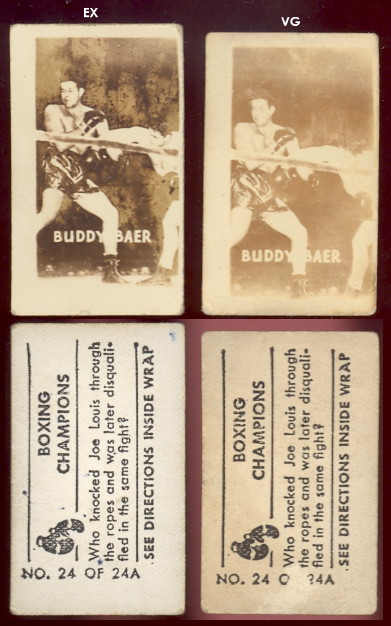 EX
VG
BUDDY BAER
BUDDY BAER
BOXING
CHAMPIONS
Who knocked Joe Louis through
the ropes and was later disquali-
fied in the same fight?
SEE DIRECTIONS INSIDE WRAP
NO. 24 OF 24A
BOXING
CHAMPIONS
Who knocked Joe Louis through
the ropes and was later disquali-
fied in the same fight?
SEE DIRECTIONS INSIDE WRAP
NO. 24 O 24A